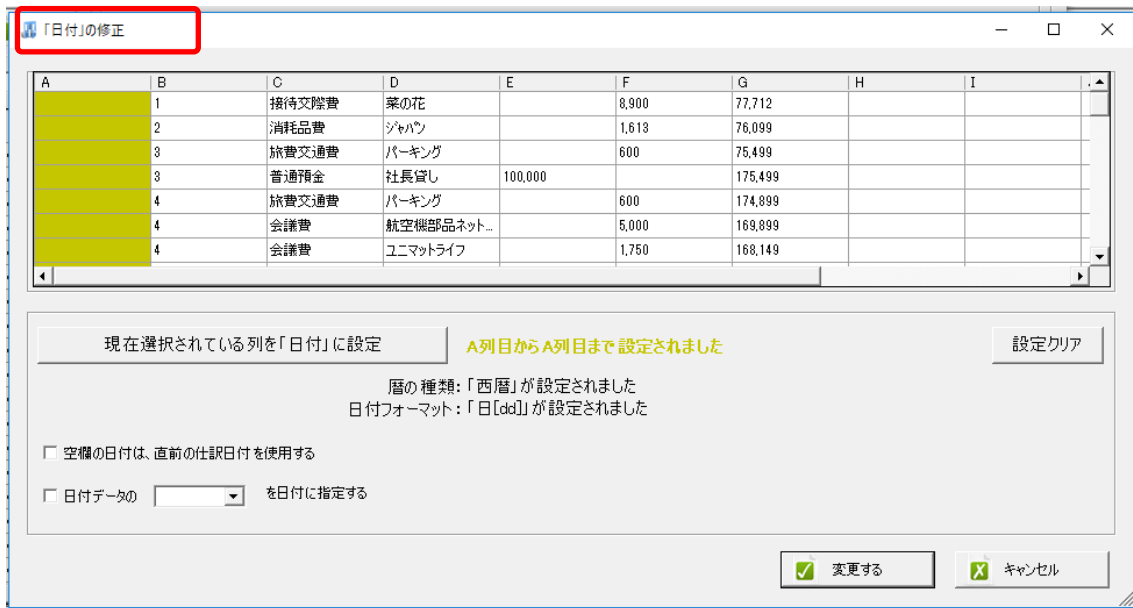 「日付」の修正
A B C D E F G H I
1 接待交際費 菜の花 8,900 77,712
2 消耗品費 ジャパン 1,613 76,099
3 旅費交通費 パーキング 600 75,499
3 普通預金 社長貸し 100,000 175,499
4 旅費交通費 パーキング 600 174,899
4 会議費 航空機部品ネット... 5,000 169,899
4 会議費 ユニマットライフ 1,750 168,149
現在選択されている列を「日付」に設定 A列目からA列目まで設定されました 設定クリア
暦の種類:「西暦」が設定されました
日付フォーマット:「日[dd]」が設定されました
空欄の日付は、直前の仕訳日付を使用する
日付データの を日付に指定する
変更する キャンセル